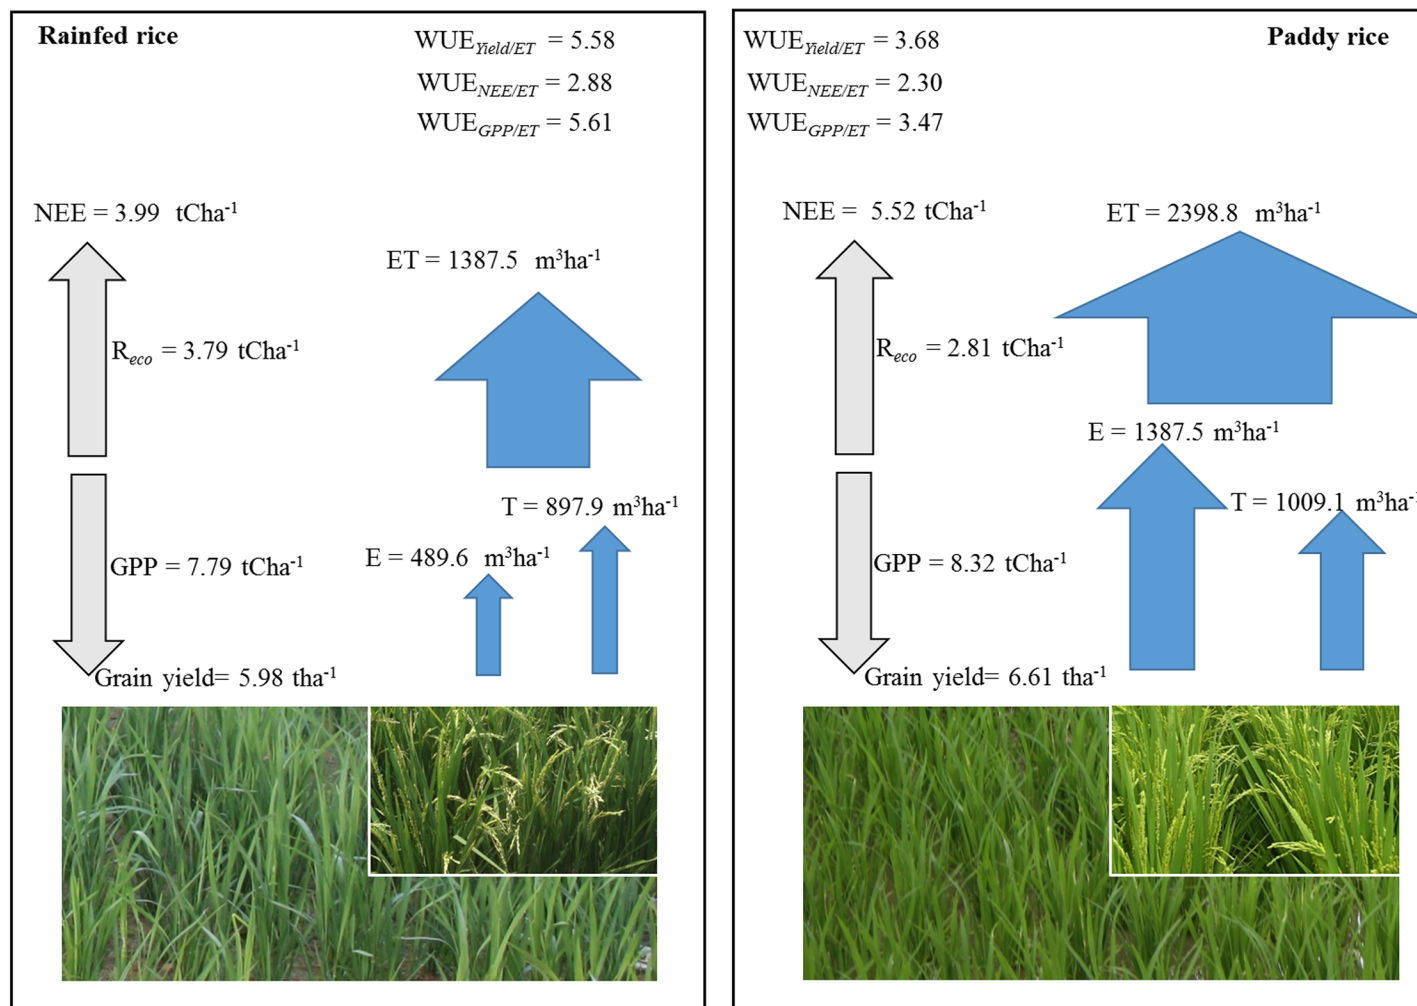 Rainfed rice
WUE_Yield/ET = 5.58
WUE_NEE/ET = 2.88
WUE_GPP/ET = 5.61
NEE = 3.99 tCha⁻¹
ET = 1387.5 m³ha⁻¹
R_eco = 3.79 tCha⁻¹
T = 897.9 m³ha⁻¹
E = 489.6 m³ha⁻¹
GPP = 7.79 tCha⁻¹
Grain yield= 5.98 tha⁻¹
Paddy rice
WUE_Yield/ET = 3.68
WUE_NEE/ET = 2.30
WUE_GPP/ET = 3.47
NEE = 5.52 tCha⁻¹
ET = 2398.8 m³ha⁻¹
R_eco = 2.81 tCha⁻¹
E = 1387.5 m³ha⁻¹
T = 1009.1 m³ha⁻¹
GPP = 8.32 tCha⁻¹
Grain yield= 6.61 tha⁻¹